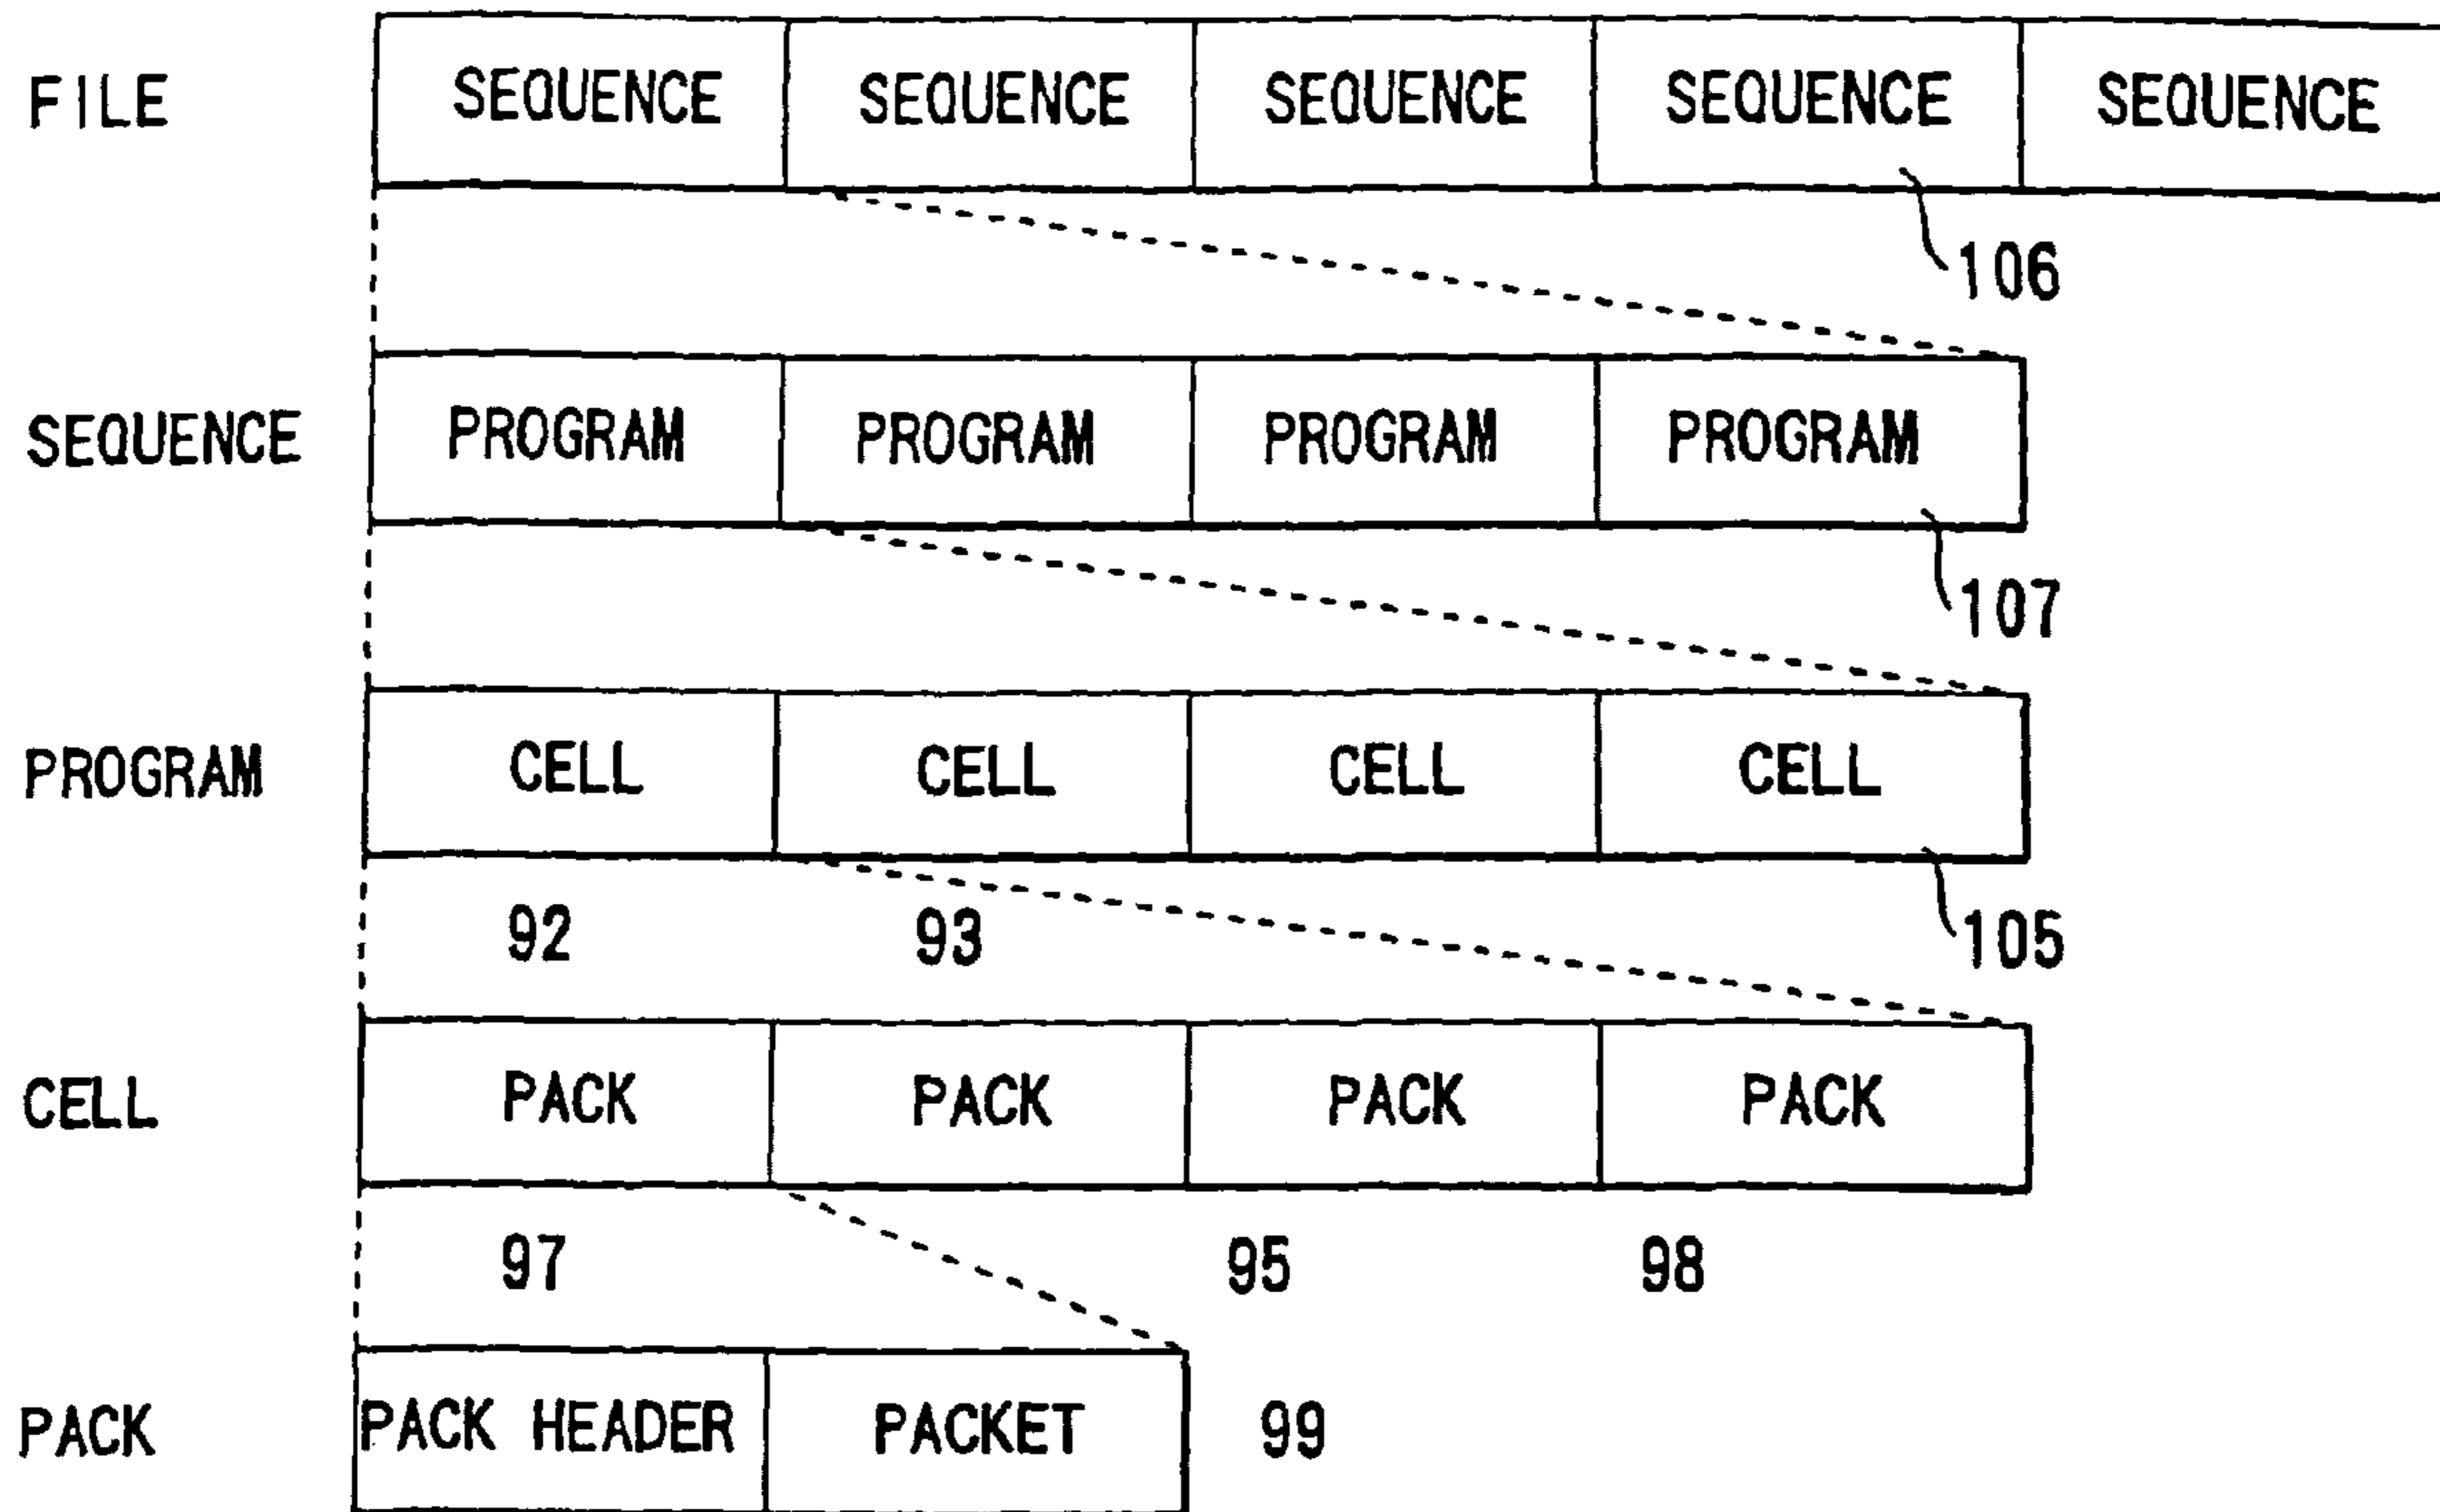 FILE SEQUENCE SEQUENCE SEQUENCE SEQUENCE SEQUENCE
106
SEQUENCE PROGRAM PROGRAM PROGRAM PROGRAM
107
PROGRAM CELL CELL CELL CELL
92 93 105
CELL PACK PACK PACK PACK
97 95 98
PACK PACK HEADER PACKET 99